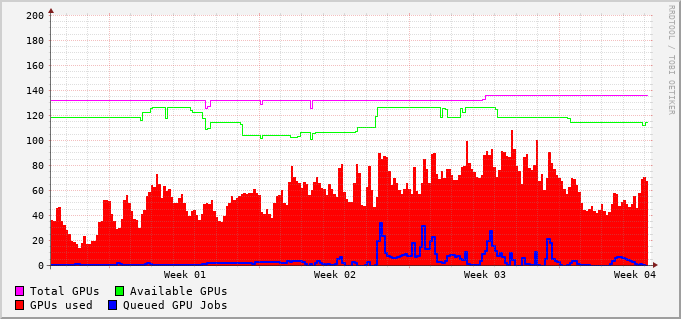 RRDTOOL / TOBI OETIKER
200
180
160
140
120
100
80
60
40
20
0
Week 01 Week 02 Week 03 Week 04
Total GPUs Available GPUs
GPUs used Queued GPU Jobs